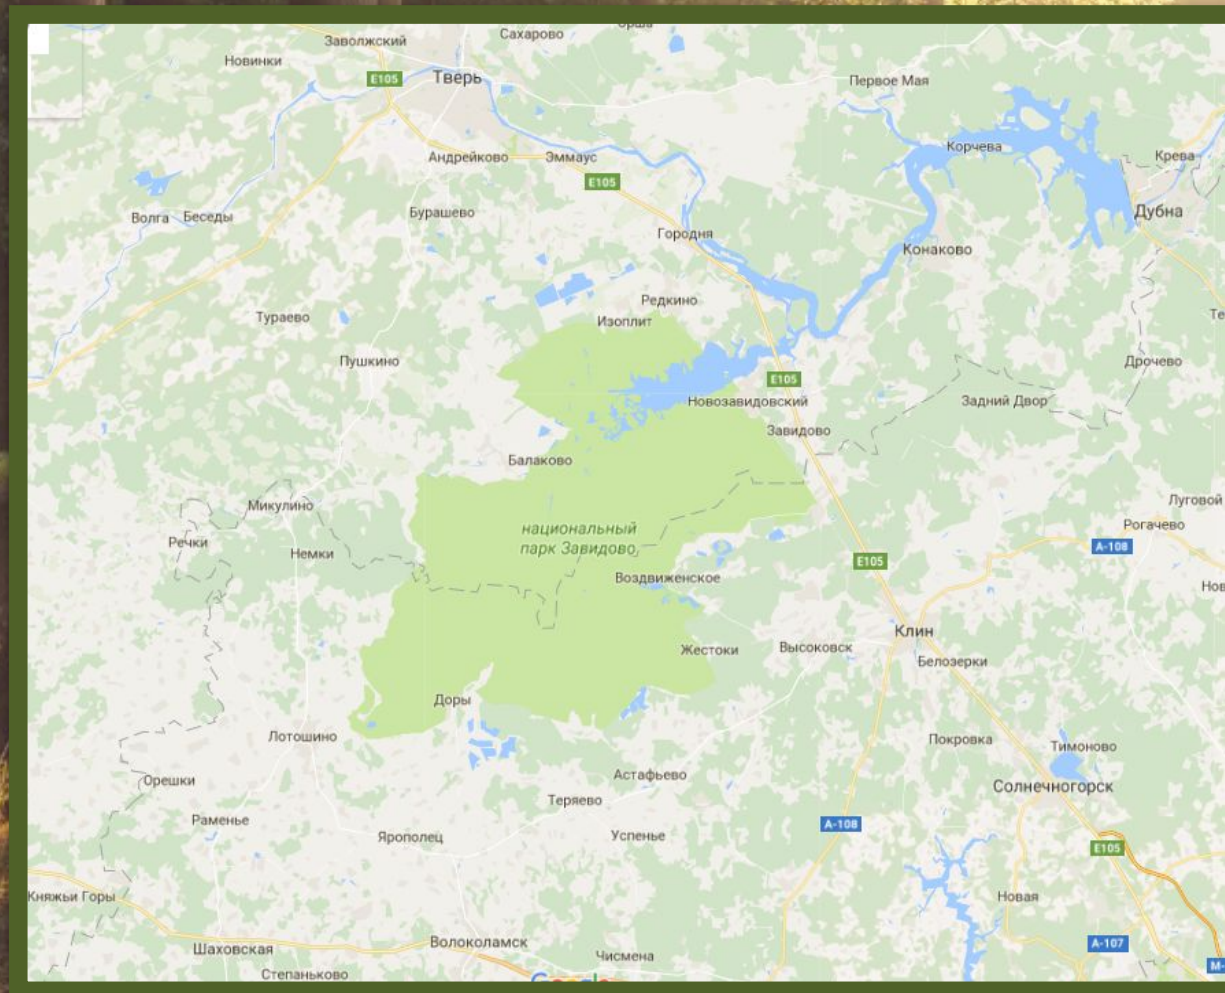 Заволжский
Сахарово
Новинки
E105
Тверь
Первое Мая
Андрейково
Эммаус
Корчева
Крева
E105
Волга
Беседы
Бурашево
Дубна
Городня
Конаково
Редкино
Изоплит
Тураево
Пушкино
Дрочево
E105
Новозавидовский
Задний Двор
Завидово
Балаково
Микулино
Луговой
Рогачево
национальный
парк Завидово
Речки
Немки
A-108
E105
Воздвиженское
Клин
Высоковск
Жестоки
Белозерки
Доры
Лотошино
Покровка
Тимоново
Орешки
Астафьево
Солнечногорск
Теряево
Раменье
A-108
Ярополец
Успенье
E105
Княжьи Горы
Новая
Шаховская
Волоколамск
A-107
Чисмена
Степаньково